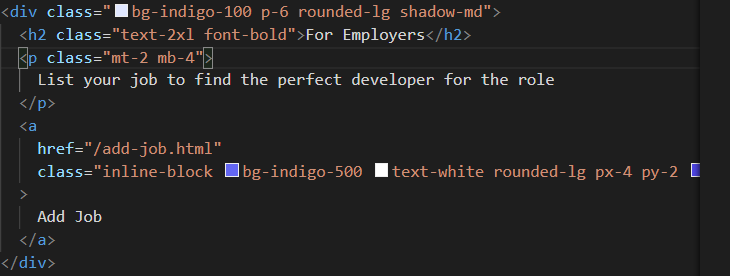 <div class="bg-indigo-100 p-6 rounded-lg shadow-md">
<h2 class="text-2xl font-bold">For Employers</h2>
<p class="mt-2 mb-4">
List your job to find the perfect developer for the role
</p>
<a
href="/add-job.html"
class="inline-block bg-indigo-500 text-white rounded-lg px-4 py-2
>
Add Job
</a>
</div>